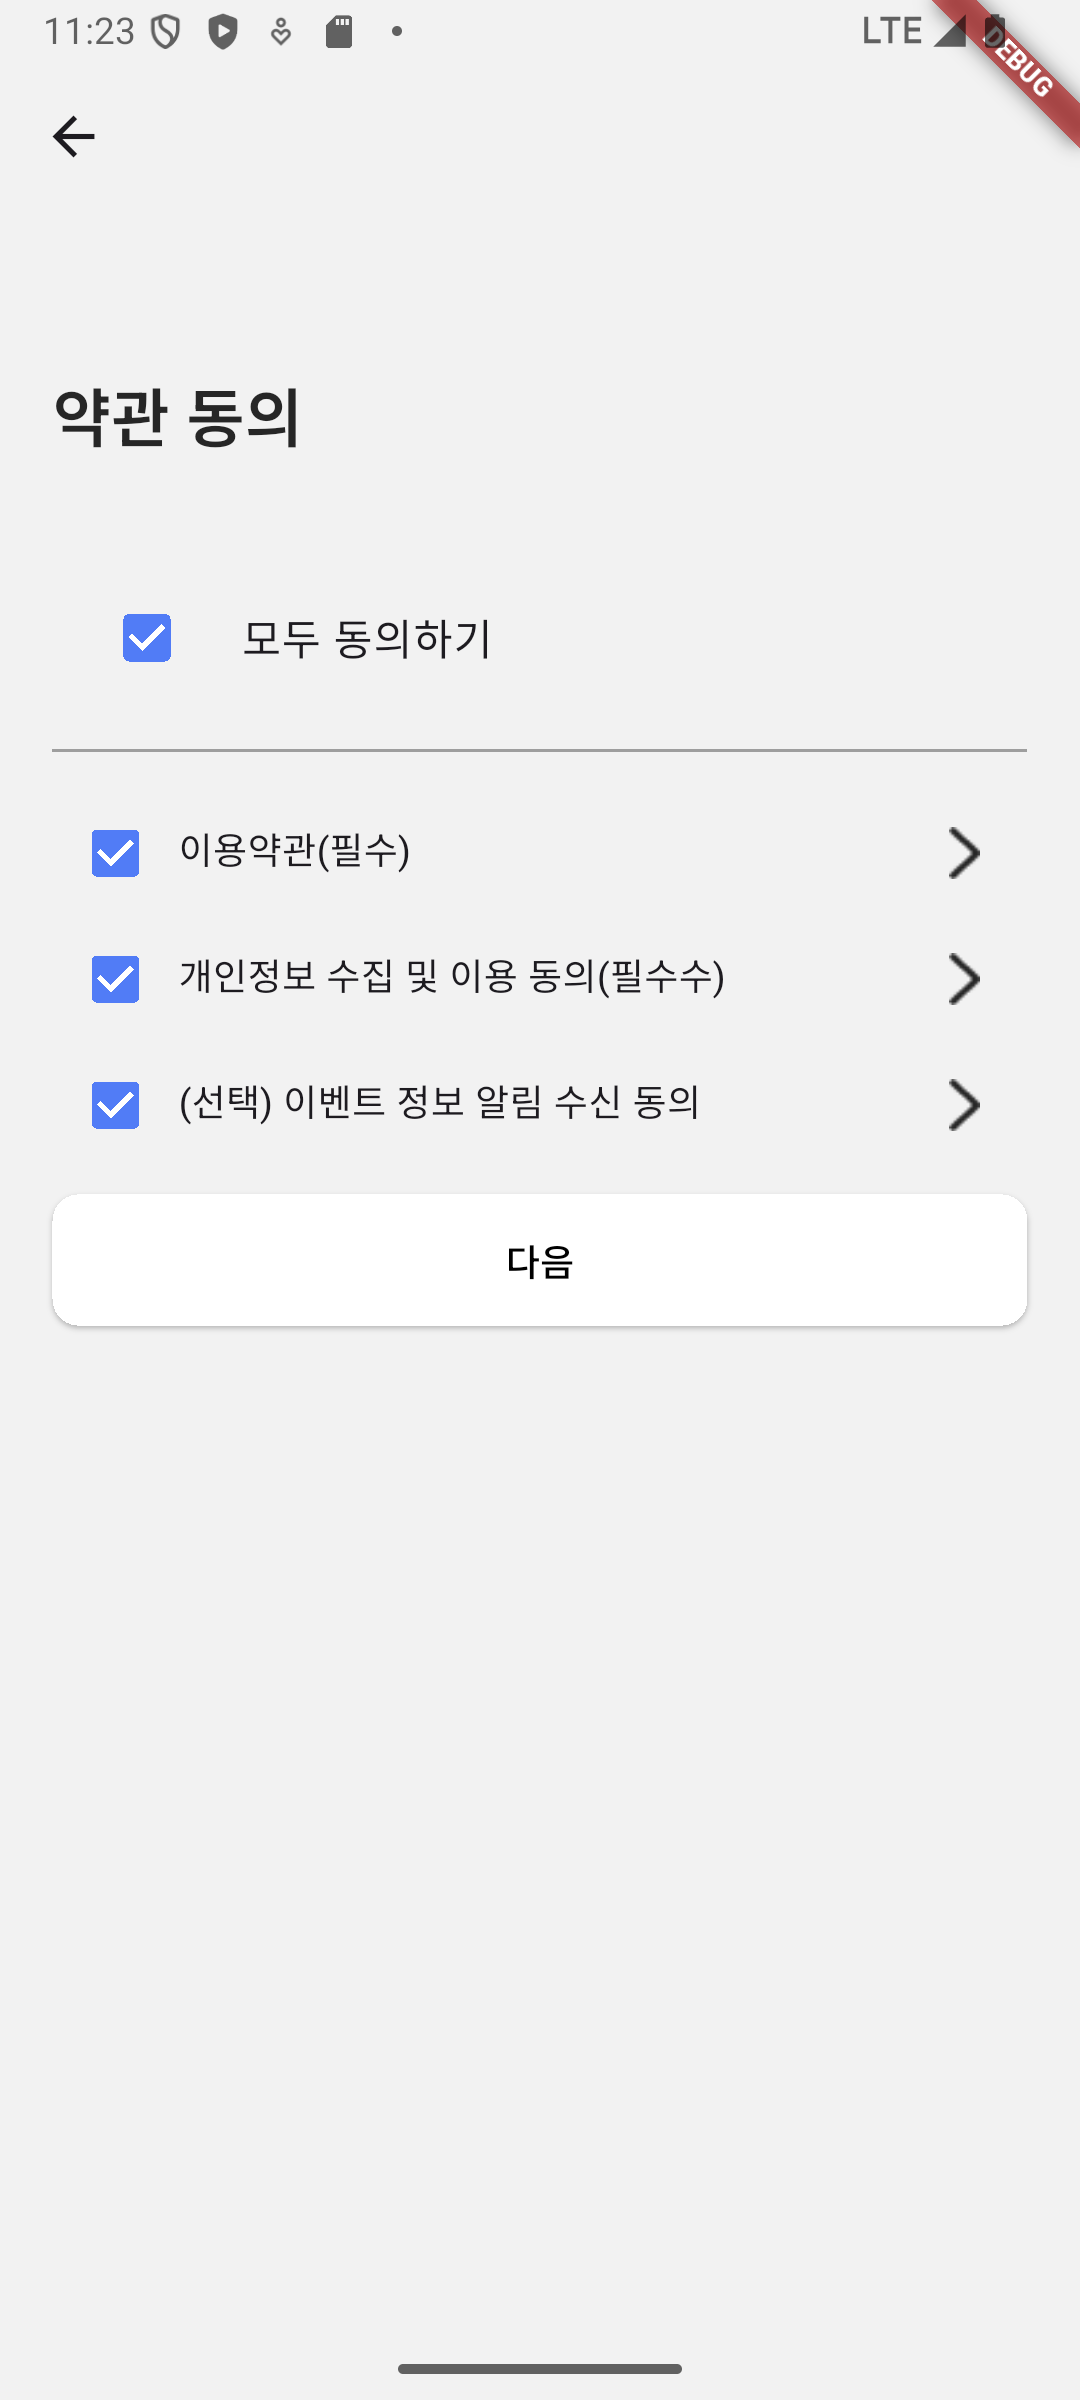 11:23
LTE
DEBUG
약관 동의
모두 동의하기
이용약관(필수)
개인정보 수집 및 이용 동의(필수수)
(선택) 이벤트 정보 알림 수신 동의
다음